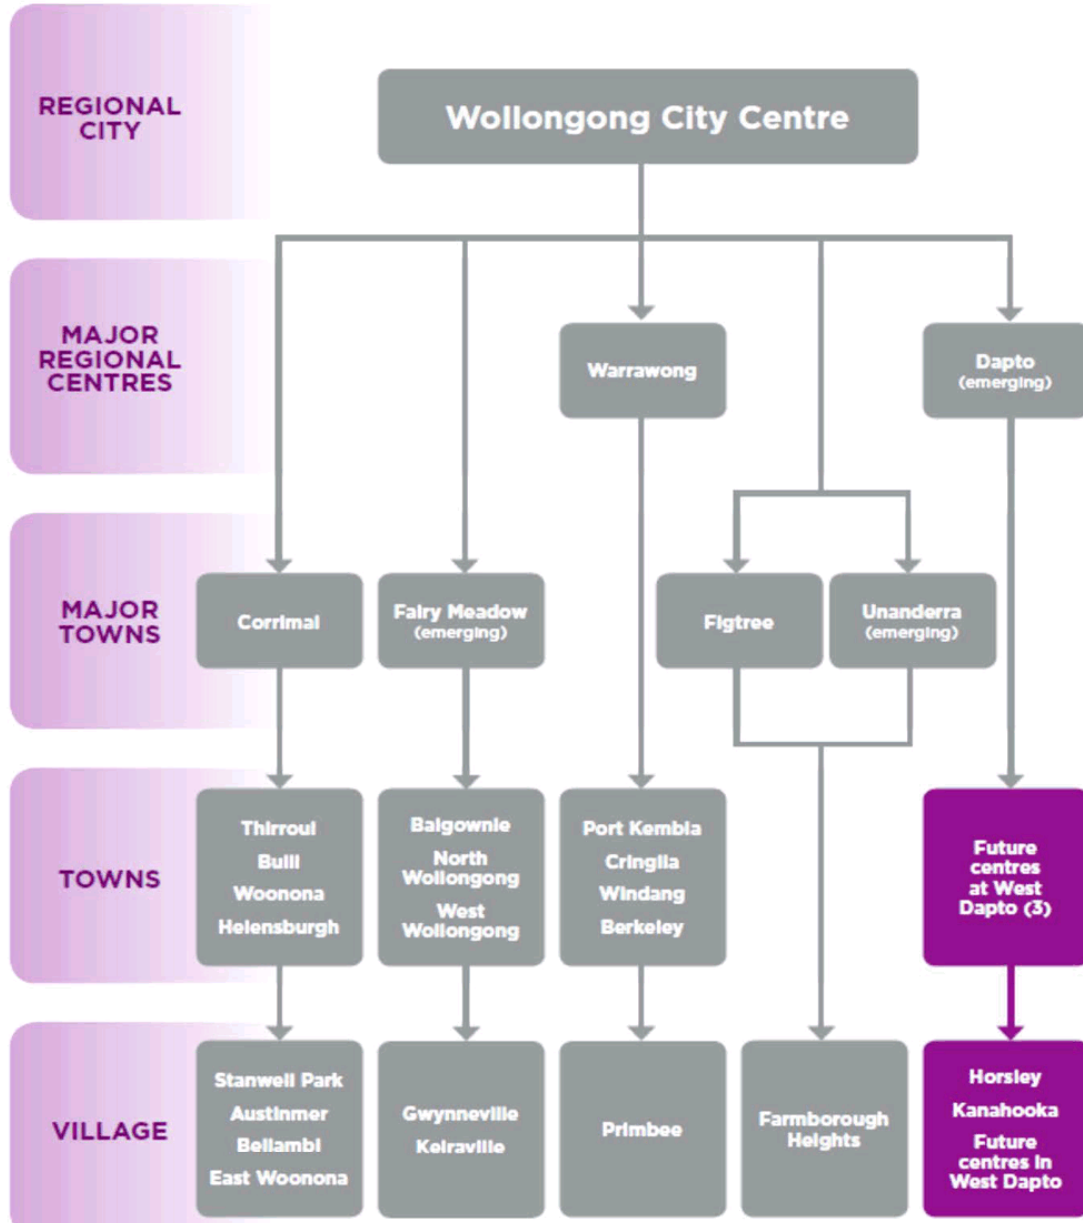 REGIONAL
CITY
Wollongong City Centre
MAJOR
REGIONAL
CENTRES
Warrawong
Dapto
(emerging)
MAJOR
TOWNS
Corrimal
Fairy Meadow
(emerging)
Figtree
Unanderra
(emerging)
TOWNS
Thirroul
Bulli
Woonona
Helensburgh
Balgownie
North
Wollongong
West
Wollongong
Port Kembla
Cringila
Windang
Berkeley
Future
centres
at West
Dapto (3)
VILLAGE
Stanwell Park
Austinmer
Bellambi
East Woonona
Gwynneville
Keiraville
Primbee
Farmborough
Heights
Horsley
Kanahooka
Future
centres in
West Dapto